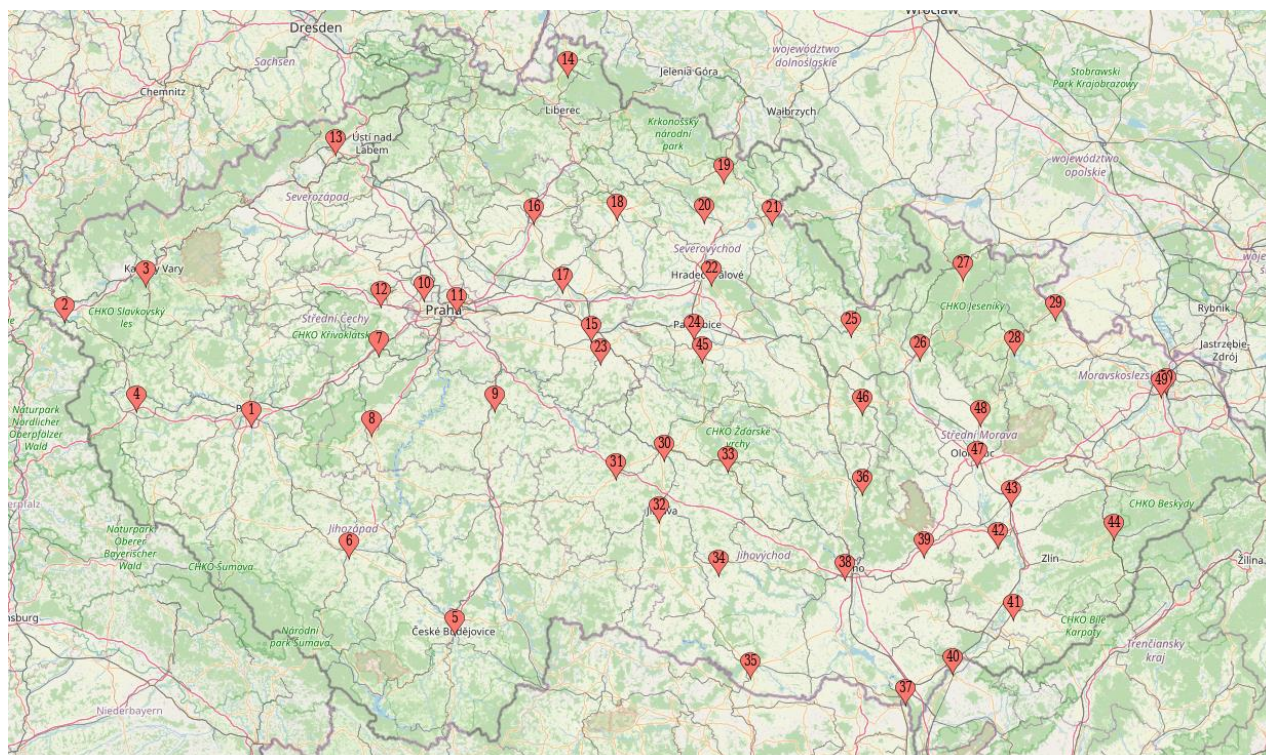 Wrocław
Dresden
Sachsen
Chemnitz
14
Jelenia Góra
województwo
dolnośląskie
Stobrawski
Park Krajobrazowy
Liberec
Wałbrzych
Krkonošský
národní
park
13
Ústí nad
Labem
19
województwo
opolskie
Severozápad
16
18
20
21
Severovýchod
3
Karlovy Vary
22
Hradec Králové
27
17
2
12
10
11
Praha
CHKO Slavkovský
les
Střední Čechy
CHKO Křivoklátsko
7
CHKO Jeseníky
29
Rybnik
15
24
25
28
26
Jastrzębie-
Zdrój
23
45
Moravskoslezsko
49
4
1
9
46
48
8
Naturpark
Nördlicher
Oberpfälzer
Wald
CHKO Žďárské
vrchy
Střední Morava
30
47
Olomouc
31
33
36
43
CHKO Beskydy
32
Jihlava
44
Naturpark
Oberer
Bayerischer
Wald
Jihozápad
6
39
42
Jihovýchod
34
38
Zlín
Žilina
CHKO Šumava
41
5
České Budějovice
CHKO Bílé
Karpaty
Národní
park Šumava
Trenčiansky
kraj
40
35
37
Niederbayern